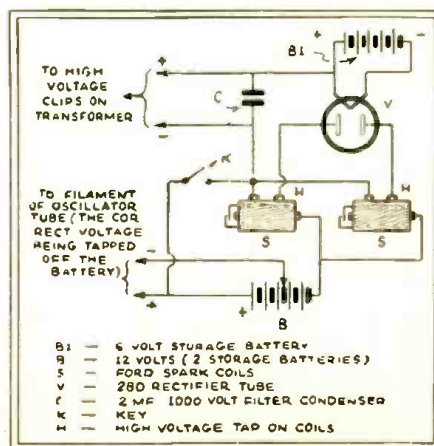 B1
+
-
+
TO HIGH
VOLTAGE
CLIPS ON
TRANSFORMER
-
C
V
K
H
H
TO FILAMENT
OF OSCILLATOR
TUBE (THE COR
RECT VOLTAGE
BEING TAPPED
OFF THE
BATTERY)
S
S
-
+
+
-
B
B1 — 6 VOLT STORAGE BATTERY
B — 12 VOLTS (2 STORAGE BATTERIES)
S — FORD SPARK COILS
V — 280 RECTIFIER TUBE
C — 2 MF 1000 VOLT FILTER CONDENSER
K — KEY
H — HIGH VOLTAGE TAP ON COILS